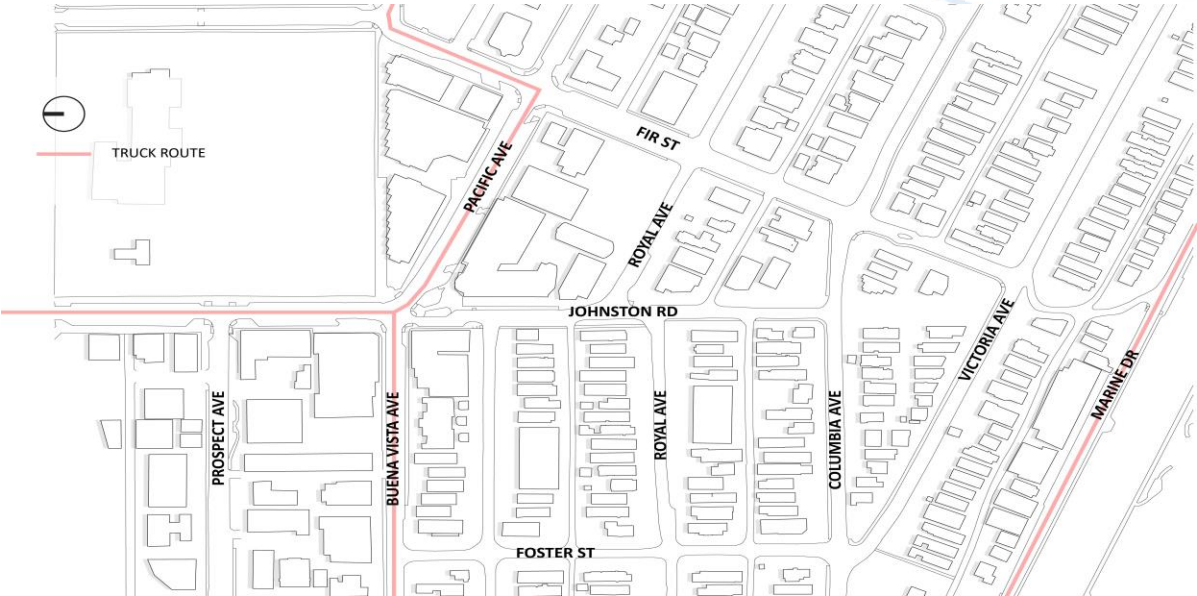 FIR ST
TRUCK ROUTE
PACIFIC AVE
ROYAL AVE
JOHNSTON RD
VICTORIA AVE
MARINE DR
PROSPECT AVE
BUENA VISTA AVE
ROYAL AVE
COLUMBIA AVE
FOSTER ST